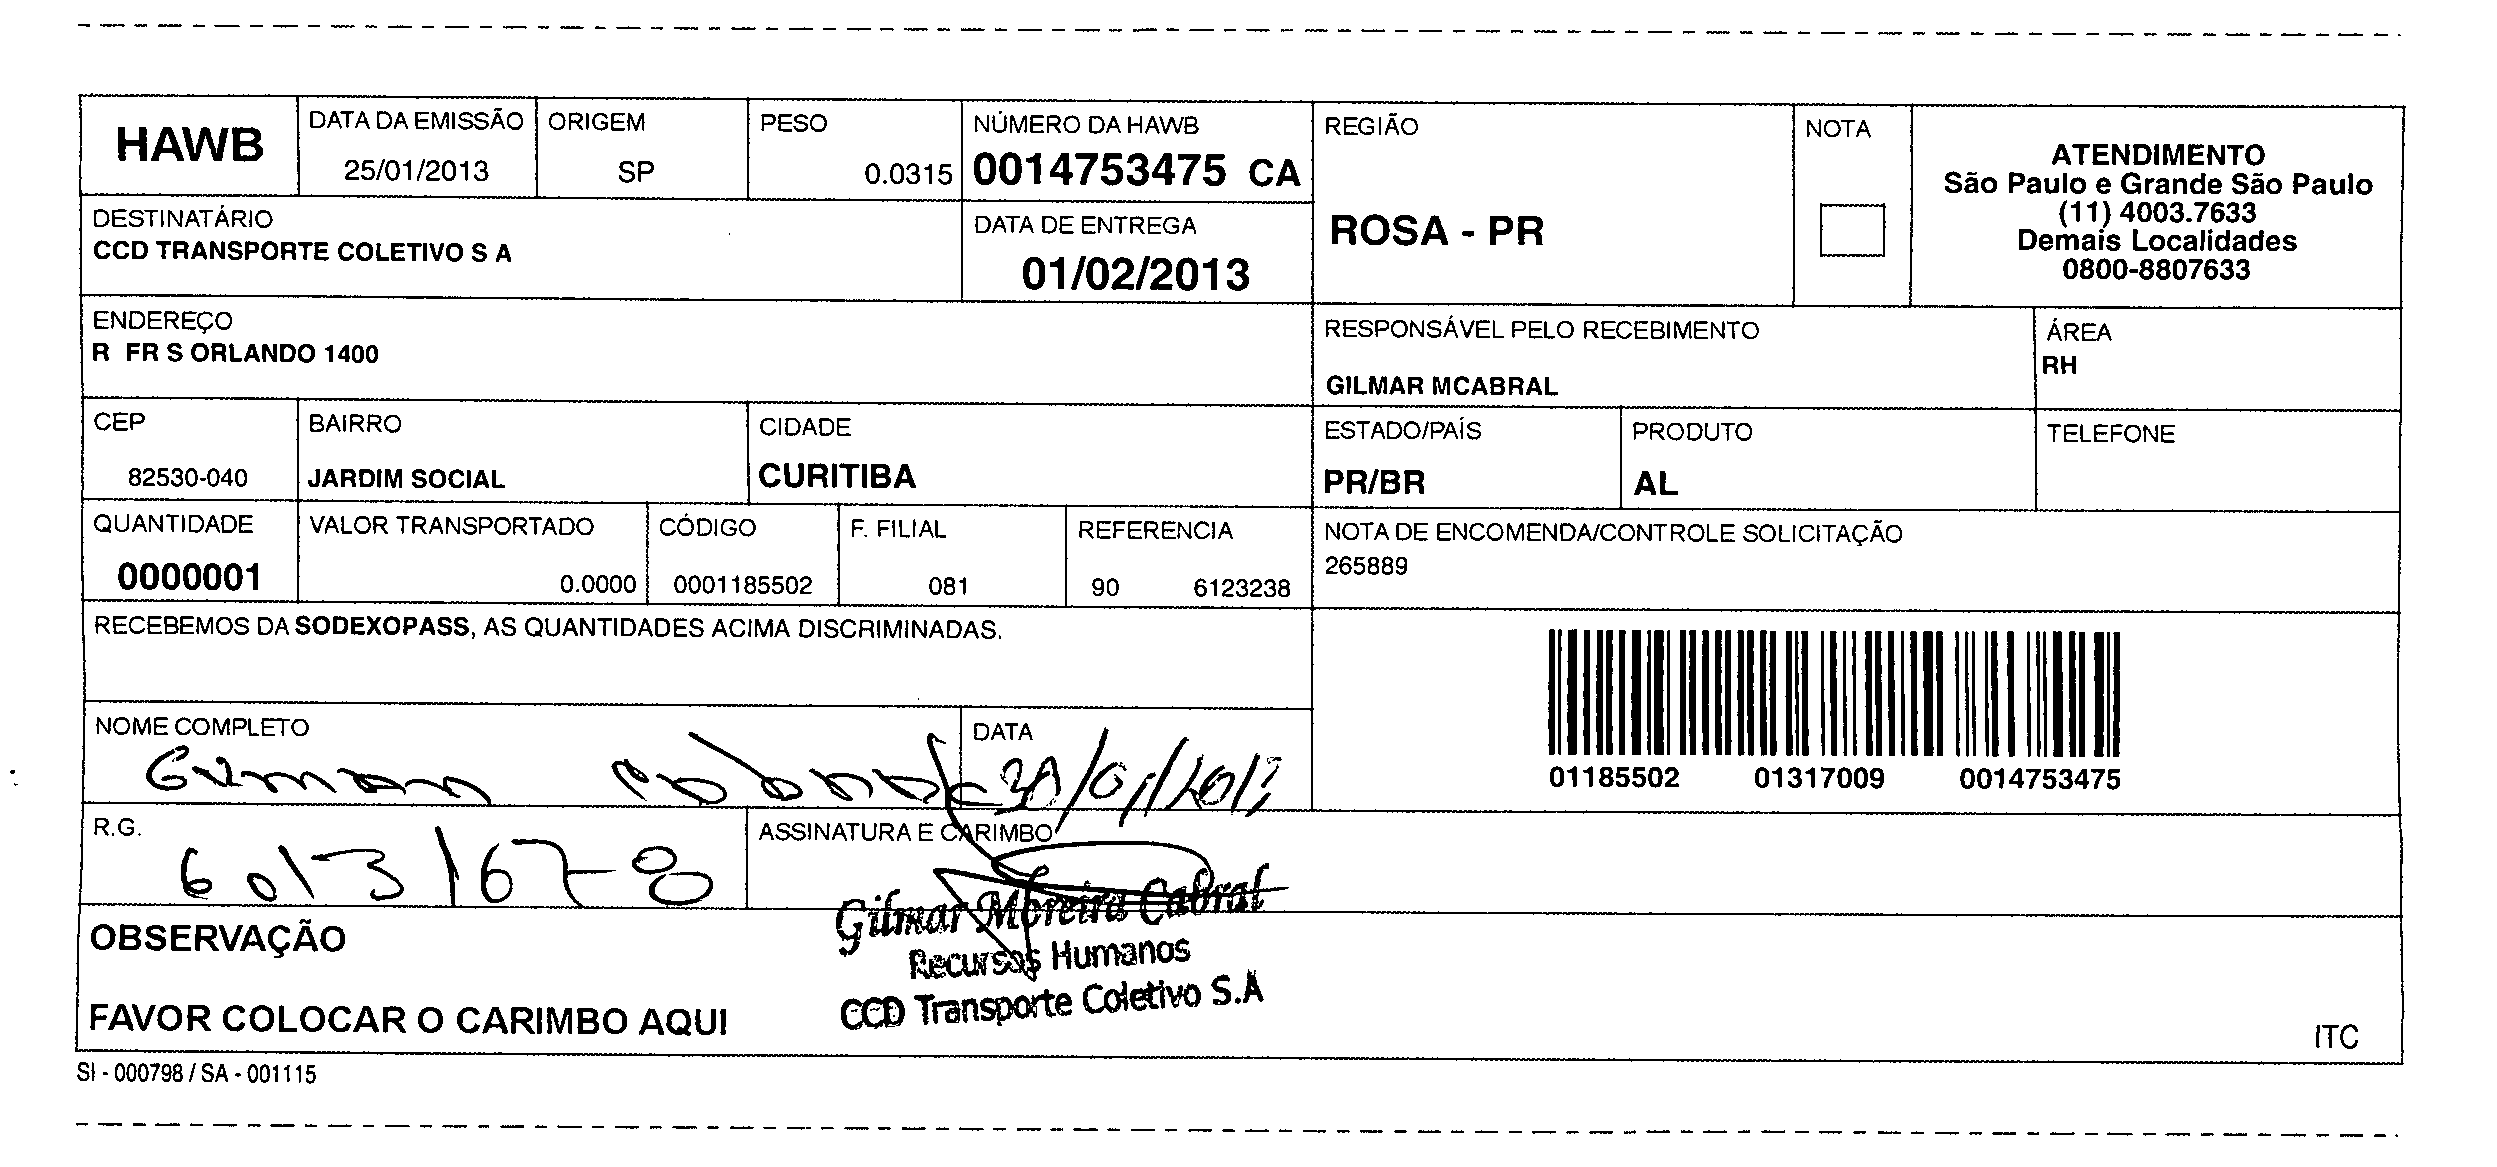 HAWB
DATA DA EMISSÃO
25/01/2013
ORIGEM
SP
PESO
0.0315
NÚMERO DA HAWB
0014753475 CA
REGIÃO
ROSA - PR
NOTA
ATENDIMENTO
São Paulo e Grande São Paulo
(11) 4003.7633
Demais Localidades
0800-8807633
DESTINATÁRIO
CCD TRANSPORTE COLETIVO S A
DATA DE ENTREGA
01/02/2013
ENDEREÇO
R FR S ORLANDO 1400
RESPONSÁVEL PELO RECEBIMENTO
GILMAR MCABRAL
ÁREA
RH
CEP
82530-040
BAIRRO
JARDIM SOCIAL
CIDADE
CURITIBA
ESTADO/PAÍS
PR/BR
PRODUTO
AL
TELEFONE
QUANTIDADE
0000001
VALOR TRANSPORTADO
0.0000
CÓDIGO
0001185502
F. FILIAL
081
REFERENCIA
90 6123238
NOTA DE ENCOMENDA/CONTROLE SOLICITAÇÃO
265889
RECEBEMOS DA SODEXOPASS, AS QUANTIDADES ACIMA DISCRIMINADAS.
01185502 01317009 0014753475
NOME COMPLETO
Gilmar Cabral
DATA
30/01/2013
R.G.
6013167-8
ASSINATURA E CARIMBO
Gilmar Moreira Cabral
Recursos Humanos
CCD Transporte Coletivo S.A
OBSERVAÇÃO
FAVOR COLOCAR O CARIMBO AQUI
ITC
SI - 000798 / SA - 001115